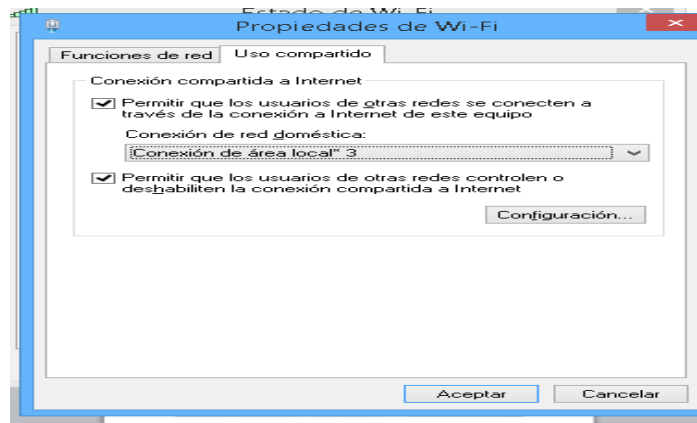 Estado de Wi-Fi
Propiedades de Wi-Fi
Funciones de red
Uso compartido
Conexión compartida a Internet
Permitir que los usuarios de otras redes se conecten a
través de la conexión a Internet de este equipo
Conexión de red doméstica:
Conexión de área local* 3
Permitir que los usuarios de otras redes controlen o
deshabiliten la conexión compartida a Internet
Configuración...
Aceptar
Cancelar